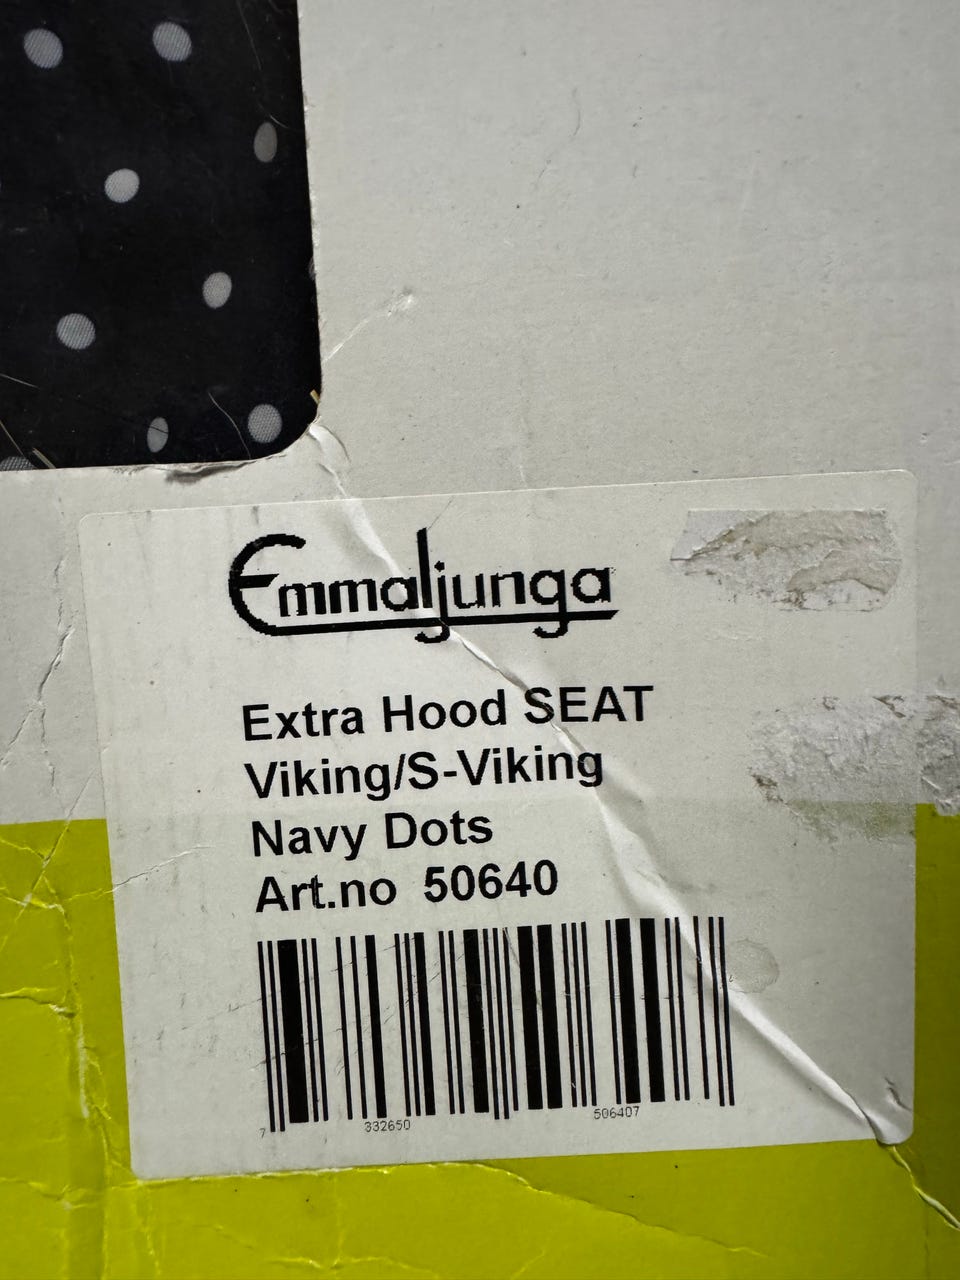 Emmaljunga
Extra Hood SEAT
Viking/S-Viking
Navy Dots
Art.no 50640
7 332650 506407